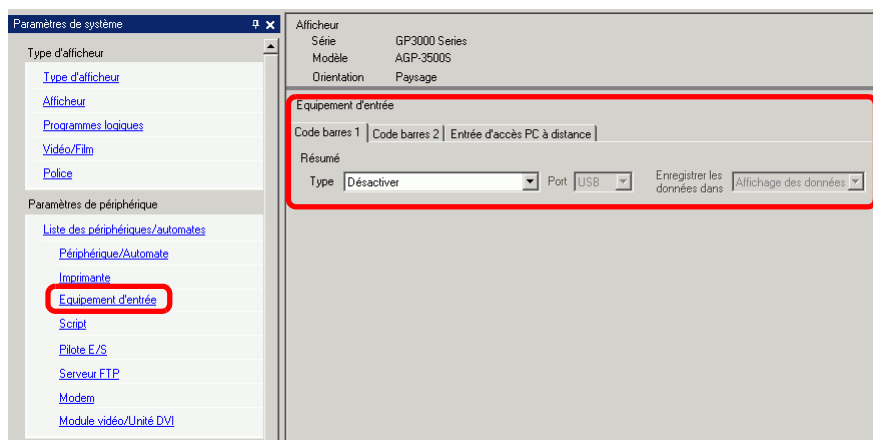 Paramètres de système
Type d'afficheur
Type d'afficheur
Afficheur
Programmes logiques
Vidéo/Film
Police
Paramètres de périphérique
Liste des périphériques/automates
Périphérique/Automate
Imprimante
Equipement d'entrée
Script
Pilote E/S
Serveur FTP
Modem
Module vidéo/Unité DVI
Afficheur
Série GP3000 Series
Modèle AGP-3500S
Orientation Paysage
Equipement d'entrée
Code barres 1 Code barres 2 Entrée d'accès PC à distance
Résumé
Type Désactiver Port USB Enregistrer les données dans Affichage des données